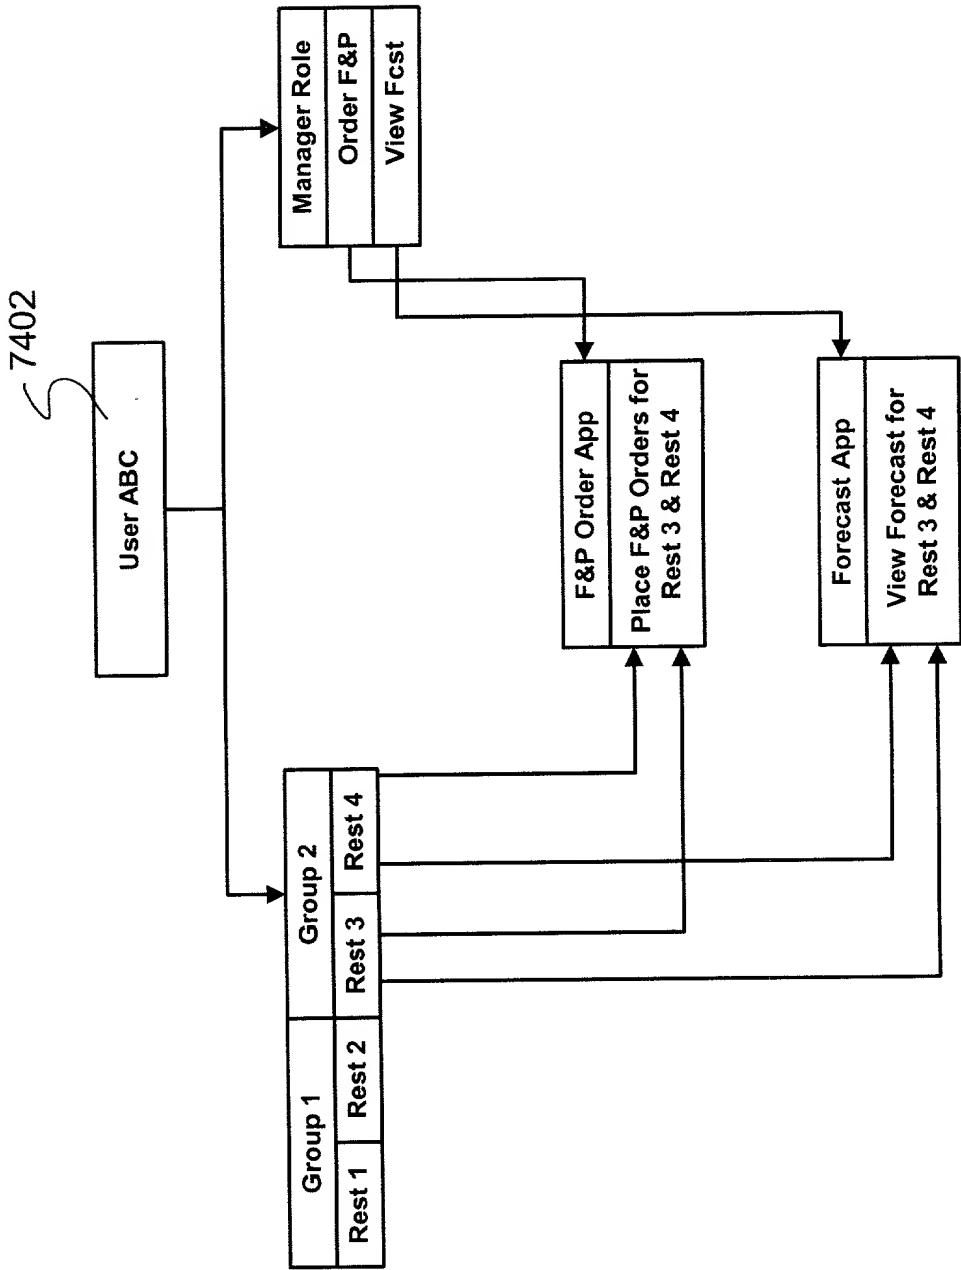 7402
User ABC
Group 1
Group 2
Rest 1
Rest 2
Rest 3
Rest 4
Manager Role
Order F&P
View Fcst
F&P Order App
Place F&P Orders for
Rest 3 & Rest 4
Forecast App
View Forecast for
Rest 3 & Rest 4